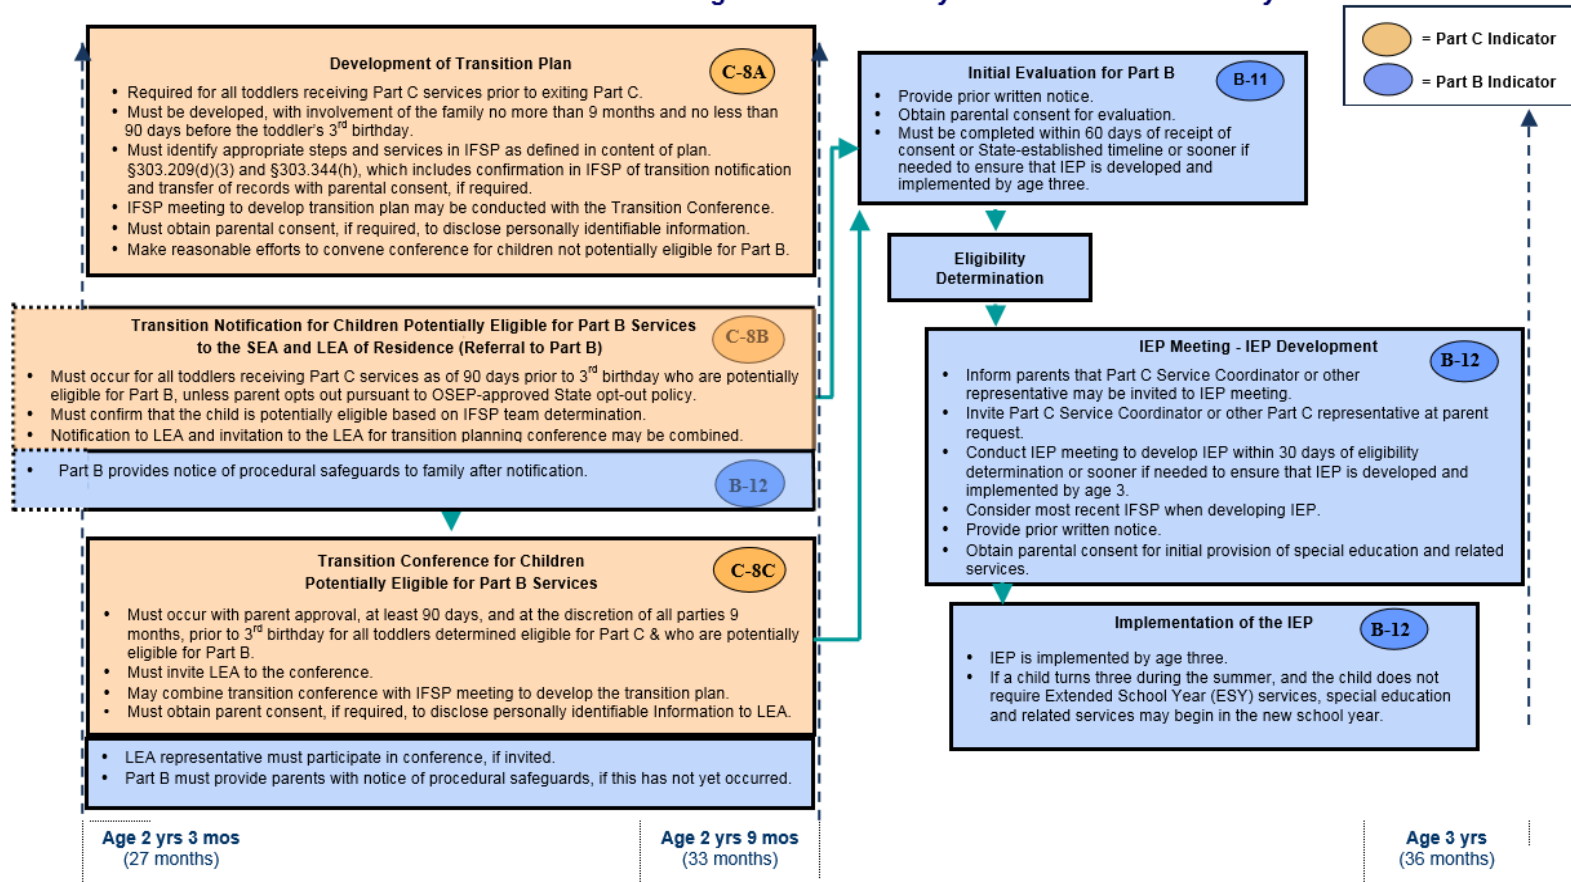 = Part C Indicator
= Part B Indicator
Development of Transition Plan
C-8A
• Required for all toddlers receiving Part C services prior to exiting Part C.
• Must be developed, with involvement of the family no more than 9 months and no less than
90 days before the toddler's 3rd birthday.
• Must identify appropriate steps and services in IFSP as defined in content of plan.
§303.209(d)(3) and §303.344(h), which includes confirmation in IFSP of transition notification
and transfer of records with parental consent, if required.
• IFSP meeting to develop transition plan may be conducted with the Transition Conference.
• Must obtain parental consent, if required, to disclose personally identifiable information.
• Make reasonable efforts to convene conference for children not potentially eligible for Part B.
Transition Notification for Children Potentially Eligible for Part B Services
to the SEA and LEA of Residence (Referral to Part B)
C-8B
• Must occur for all toddlers receiving Part C services as of 90 days prior to 3rd birthday who are potentially
eligible for Part B, unless parent opts out pursuant to OSEP-approved State opt-out policy.
• Must confirm that the child is potentially eligible based on IFSP team determination.
• Notification to LEA and invitation to the LEA for transition planning conference may be combined.
• Part B provides notice of procedural safeguards to family after notification.
B-12
Transition Conference for Children
Potentially Eligible for Part B Services
C-8C
• Must occur with parent approval, at least 90 days, and at the discretion of all parties 9
months, prior to 3rd birthday for all toddlers determined eligible for Part C & who are potentially
eligible for Part B.
• Must invite LEA to the conference.
• May combine transition conference with IFSP meeting to develop the transition plan.
• Must obtain parent consent, if required, to disclose personally identifiable Information to LEA.
• LEA representative must participate in conference, if invited.
• Part B must provide parents with notice of procedural safeguards, if this has not yet occurred.
Initial Evaluation for Part B
B-11
• Provide prior written notice.
• Obtain parental consent for evaluation.
• Must be completed within 60 days of receipt of
consent or State-established timeline or sooner if
needed to ensure that IEP is developed and
implemented by age three.
Eligibility
Determination
IEP Meeting - IEP Development
B-12
• Inform parents that Part C Service Coordinator or other
representative may be invited to IEP meeting.
• Invite Part C Service Coordinator or other Part C representative at parent
request.
• Conduct IEP meeting to develop IEP within 30 days of eligibility
determination or sooner if needed to ensure that IEP is developed and
implemented by age 3.
• Consider most recent IFSP when developing IEP.
• Provide prior written notice.
• Obtain parental consent for initial provision of special education and related
services.
Implementation of the IEP
B-12
• IEP is implemented by age three.
• If a child turns three during the summer, and the child does not
require Extended School Year (ESY) services, special education
and related services may begin in the new school year.
Age 2 yrs 3 mos
(27 months)
Age 2 yrs 9 mos
(33 months)
Age 3 yrs
(36 months)